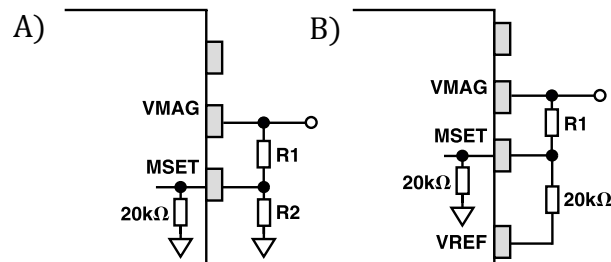 A)
VMAG
MSET
R1
20kΩ
R2
B)
VMAG
MSET
R1
20kΩ
20kΩ
VREF